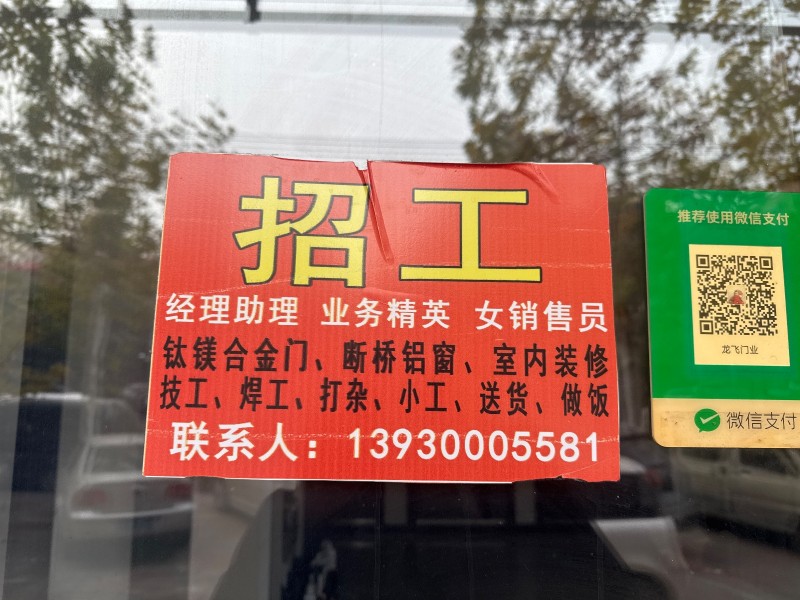 招工
经理助理 业务精英 女销售员
钛镁合金门、断桥铝窗、室内装修
技工、焊工、打杂、小工、送货、做饭
联系人：13930005581
推荐使用微信支付
龙飞门业
微信支付